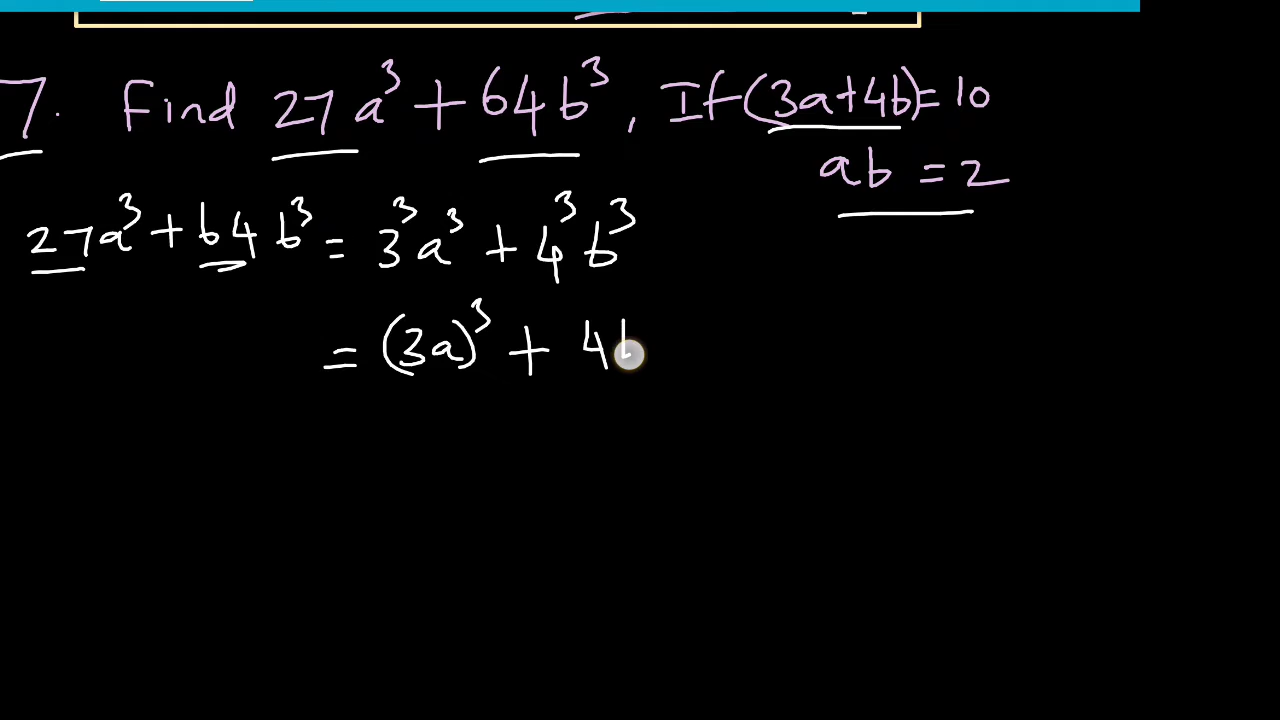 7. Find 27a³ + 64b³, If (3a+4b) = 10
ab = 2
27a³ + 64b³ = 3³a³ + 4³b³
= (3a)³ + 4